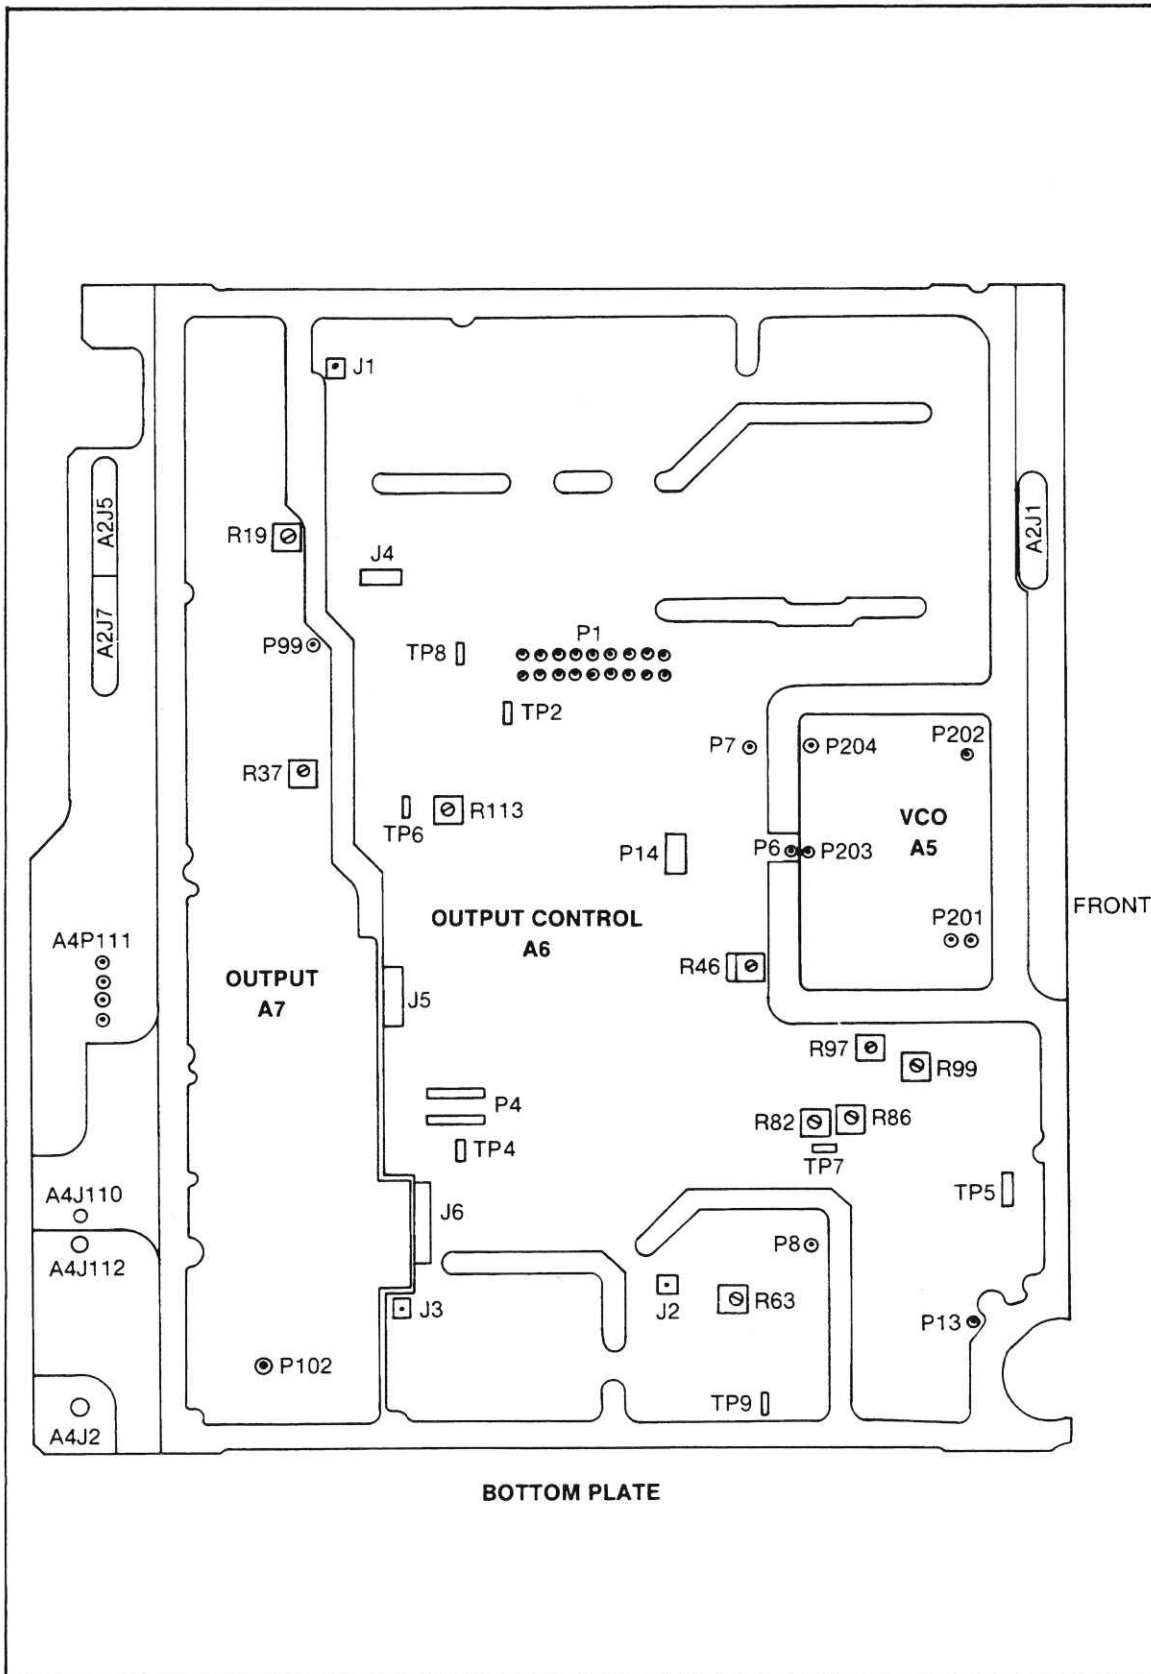 J1
A2J5
A2J7
A2J1
R19
J4
P1
P99
TP8
TP2
P7
P204
P202
R37
TP6
R113
VCO
A5
P14
P6
P203
FRONT
OUTPUT CONTROL
A6
P201
A4P111
OUTPUT
A7
R46
J5
R97
R99
P4
R82
R86
TP4
TP7
TP5
A4J110
J6
A4J112
P8
J3
J2
R63
P13
P102
TP9
A4J2
BOTTOM PLATE